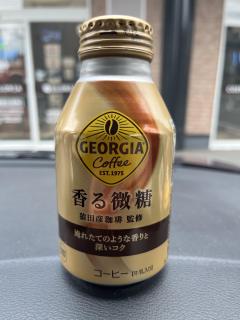 GEORGIA
Coffee
EST. 1975
香る微糖
猿田彦珈琲 監修
淹れたてのような香りと
深いコク
コーヒー